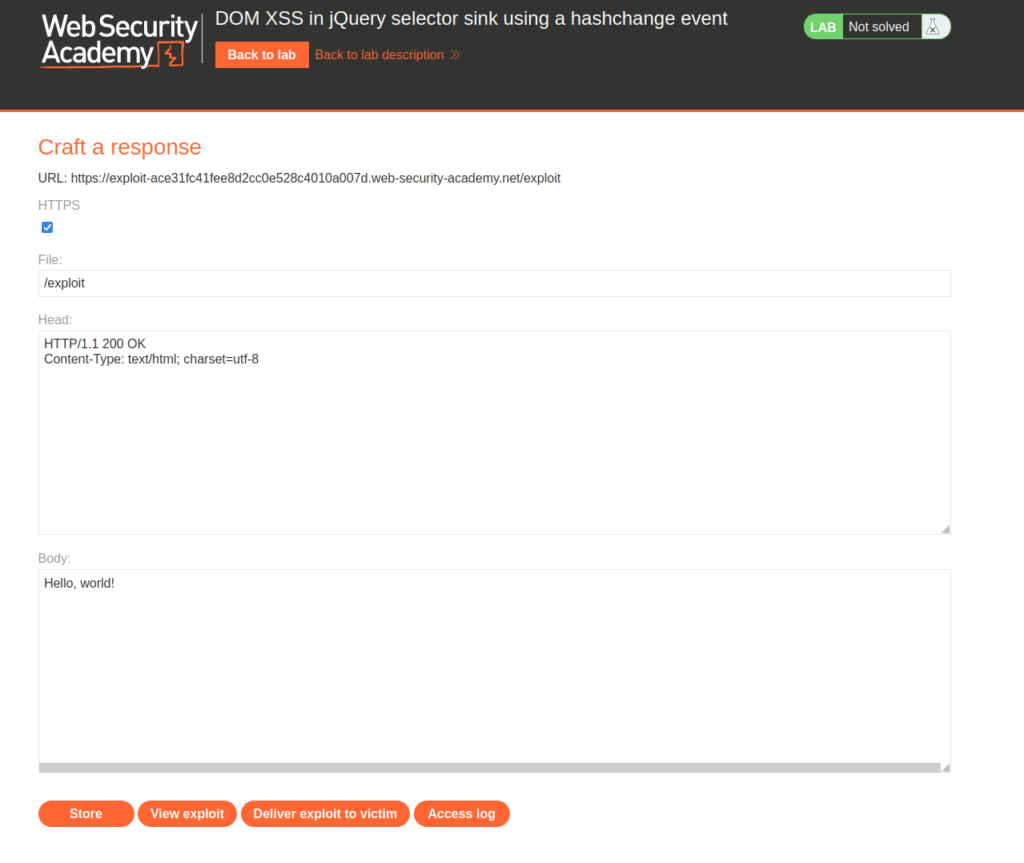 Web Security
Academy
DOM XSS in jQuery selector sink using a hashchange event
LAB Not solved
Back to lab Back to lab description
Craft a response
URL: https://exploit-ace31fc41fee8d2cc0e528c4010a007d.web-security-academy.net/exploit
HTTPS
File:
/exploit
Head:
HTTP/1.1 200 OK
Content-Type: text/html; charset=utf-8
Body:
Hello, world!
Store View exploit Deliver exploit to victim Access log